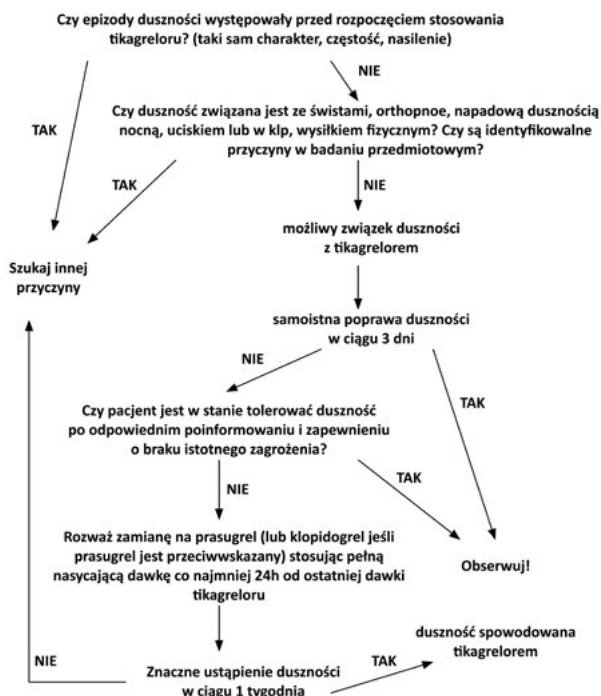 Czy epizody duszności występowały przed rozpoczęciem stosowania
tikagreloru? (taki sam charakter, częstość, nasilenie)
NIE
TAK
Czy duszność związana jest ze świstami, orthopnoe, napadową dusznością
nocną, uciskiem lub w klp, wysiłkiem fizycznym? Czy są identyfikowalne
przyczyny w badaniu przedmiotowym?
TAK
NIE
możliwy związek duszności
z tikagrelorem
Szukaj innej
przyczyny
samoistna poprawa duszności
w ciągu 3 dni
NIE
TAK
Czy pacjent jest w stanie tolerować duszność
po odpowiednim poinformowaniu i zapewnieniu
o braku istotnego zagrożenia?
TAK
NIE
Rozważ zamianę na prasugrel (lub klopidogrel jeśli
prasugrel jest przeciwwskazany) stosując pełną
nasycającą dawkę co najmniej 24h od ostatniej dawki
tikagreloru
Obserwuj!
duszność spowodowana
tikagrelorem
NIE
Znaczne ustąpienie duszności
w ciągu 1 tygodnia
TAK